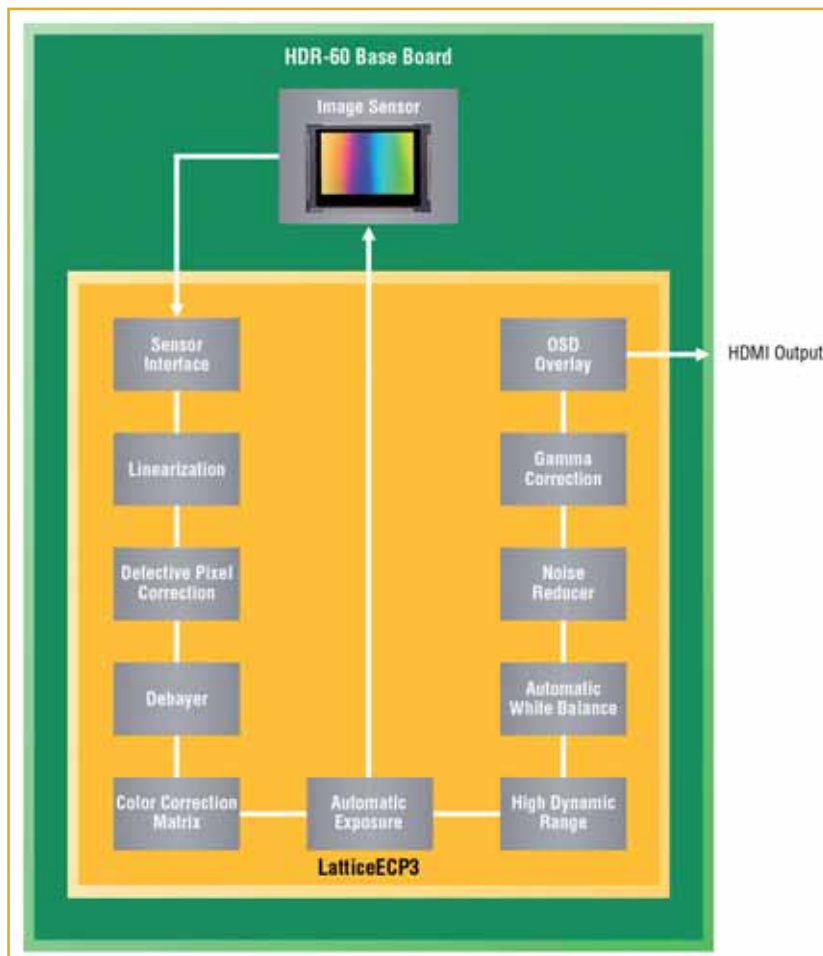 HDR-60 Base Board
Image Sensor
Sensor
Interface
Linearization
Defective Pixel
Correction
Debayer
Color Correction
Matrix
Automatic
Exposure
High Dynamic
Range
Automatic
White Balance
Noise
Reducer
Gamma
Correction
OSD
Overlay
HDMI Output
LatticeECP3